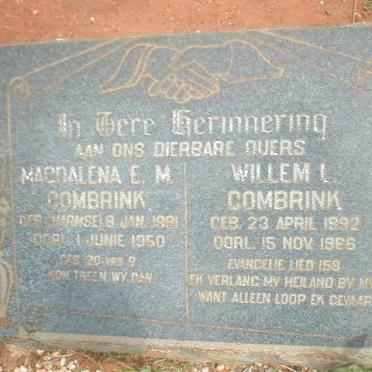 In Tere Herinnering
AAN ONS DIERBARE OUERS
MAGDALENA E. M.
COMBRINK
GEB. HARMSE 9 JAN. 1891
OORL. 1 JUNIE 1950
GES. 20 VRS 9
KOM TREEN WY DAN
WILLEM L.
COMBRINK
GEB. 23 APRIL 1892
OORL. 15 NOV. 1965
EVANGELIE LIED 158
EK VERLANG MY HEILAND BY MY
WANT ALLEEN LOOP EK GEVAAR